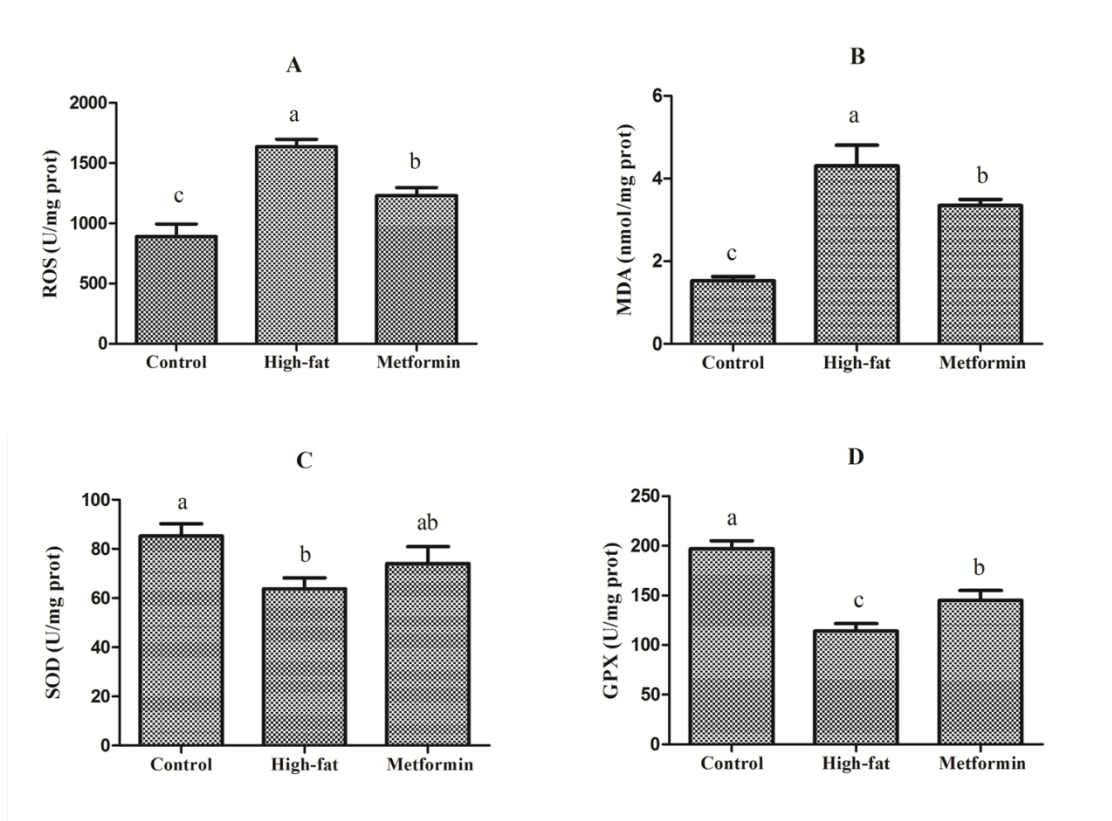 A
ROS (U/mg prot)
2000
1500
1000
500
0
c
a
b
Control High-fat Metformin
B
MDA (nmol/mg prot)
6
4
2
0
c
a
b
Control High-fat Metformin
C
SOD (U/mg prot)
100
80
60
40
20
0
a
b
ab
Control High-fat Metformin
D
GPX (U/mg prot)
250
200
150
100
50
0
a
c
b
Control High-fat Metformin